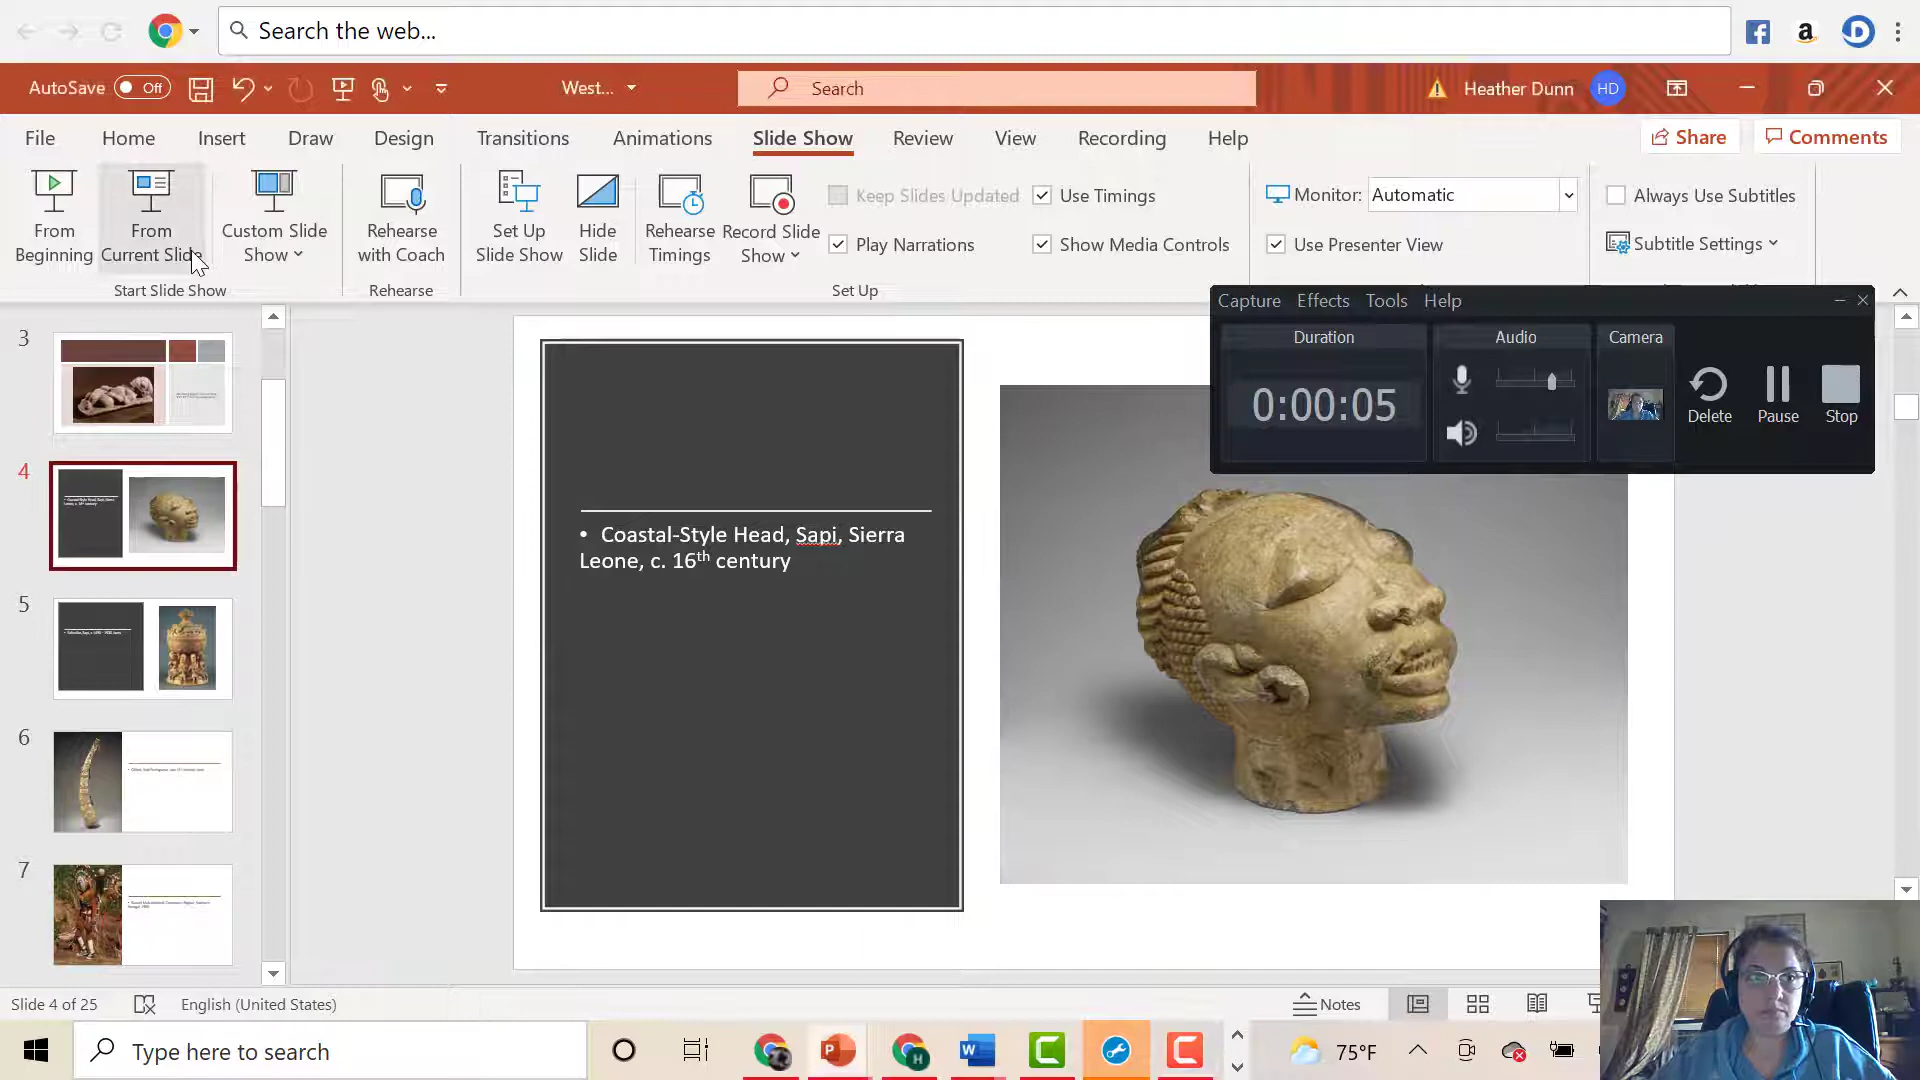 Search the web...
AutoSave Off
West...
Search
Heather Dunn HD
File Home Insert Draw Design Transitions Animations Slide Show Review View Recording Help
Share Comments
From
Beginning
From
Current Slide
Custom Slide
Show
Start Slide Show
Rehearse
with Coach
Rehearse
Set Up
Slide Show
Hide
Slide
Rehearse
Timings
Record Slide
Show
Keep Slides Updated
Play Narrations
Use Timings
Show Media Controls
Set Up
Monitor: Automatic
Use Presenter View
Always Use Subtitles
Subtitle Settings
Capture Effects Tools Help
Duration
0:00:05
Audio
Camera
Delete
Pause
Stop
3
4
5
6
7
• Coastal-Style Head, Sapi, Sierra
Leone, c. 16th century
Slide 4 of 25
English (United States)
Notes
Type here to search
75°F